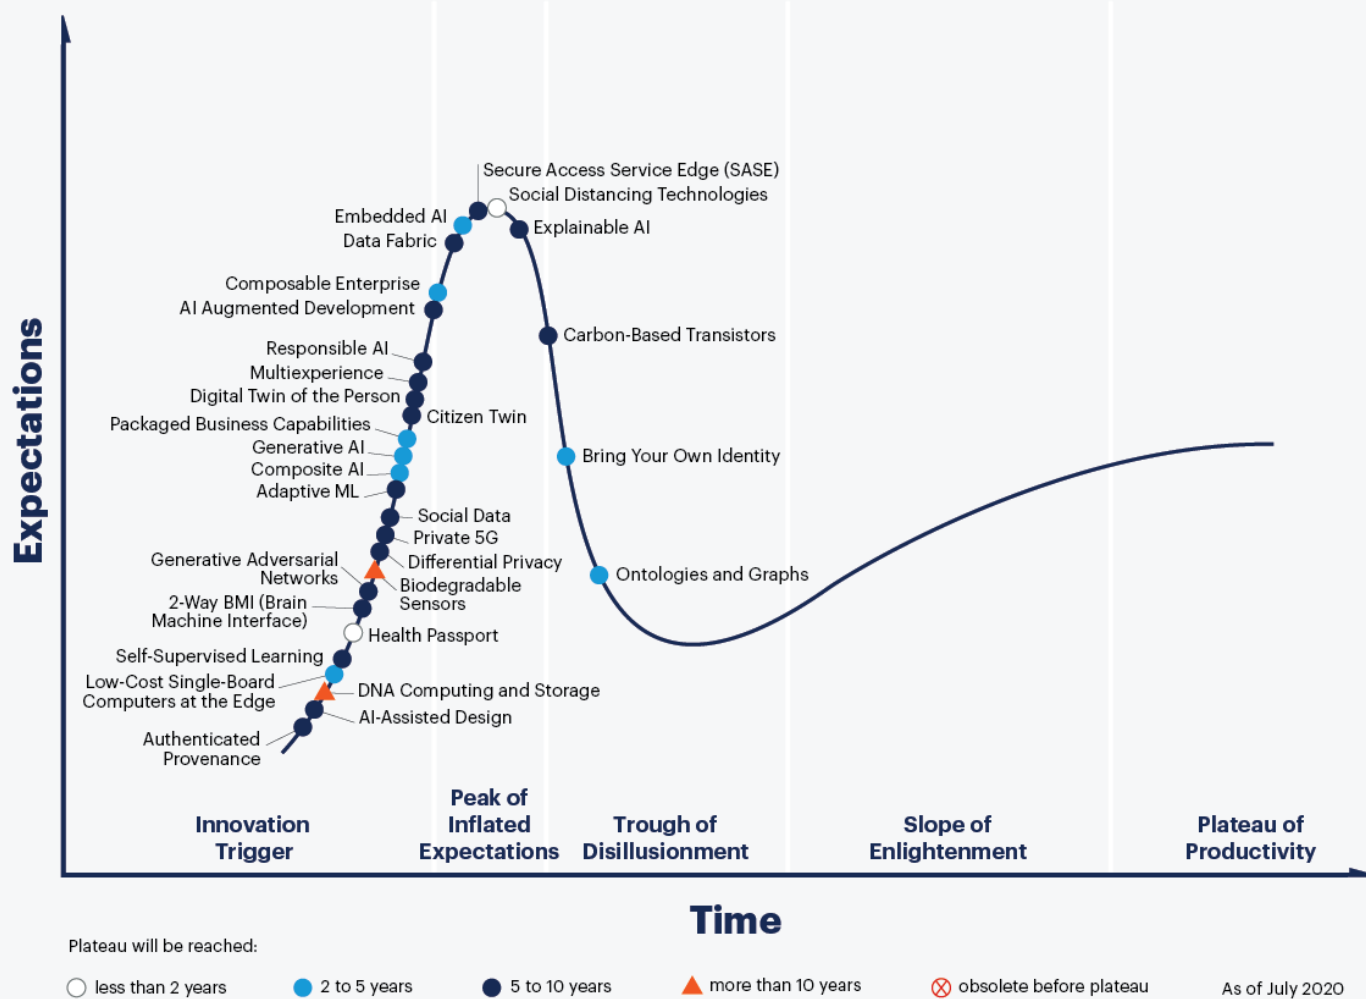 Secure Access Service Edge (SASE)
Social Distancing Technologies
Embedded AI
Explainable AI
Data Fabric
Composable Enterprise
AI Augmented Development
Carbon-Based Transistors
Responsible AI
Multiexperience
Digital Twin of the Person
Citizen Twin
Packaged Business Capabilities
Generative AI
Bring Your Own Identity
Composite AI
Adaptive ML
Social Data
Private 5G
Generative Adversarial
Networks
Differential Privacy
Ontologies and Graphs
Biodegradable
Sensors
2-Way BMI (Brain
Machine Interface)
Health Passport
Self-Supervised Learning
Low-Cost Single-Board
Computers at the Edge
DNA Computing and Storage
AI-Assisted Design
Authenticated
Provenance
Expectations
Innovation
Trigger
Peak of
Inflated
Expectations
Trough of
Disillusionment
Slope of
Enlightenment
Plateau of
Productivity
Time
Plateau will be reached:
less than 2 years
2 to 5 years
5 to 10 years
more than 10 years
obsolete before plateau
As of July 2020